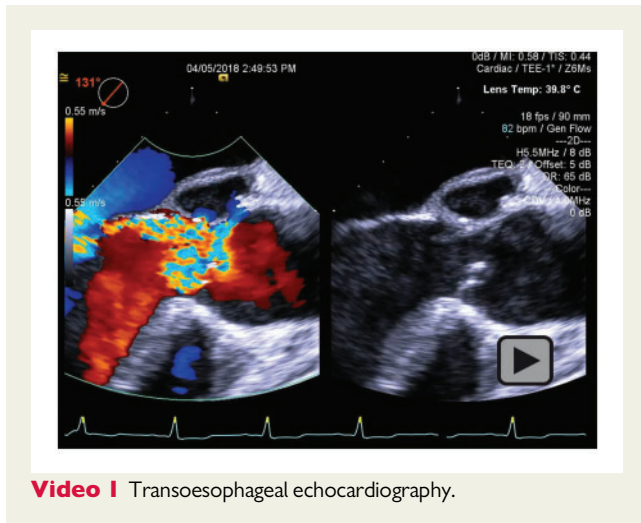 04/05/2018 2:49:53 PM
0dB / MI: 0.58 / TIS: 0.44
Cardiac / TEE-1° / Z6Ms
131°
Lens Temp: 39.8° C
0.55 m/s
18 fps / 90 mm
82 bpm / Gen Flow
---2D---
H5.5MHz / 8 dB
Offset: 5 dB
DR: 65 dB
0.55 m/s
Color---
0 dB
Video 1 Transoesophageal echocardiography.